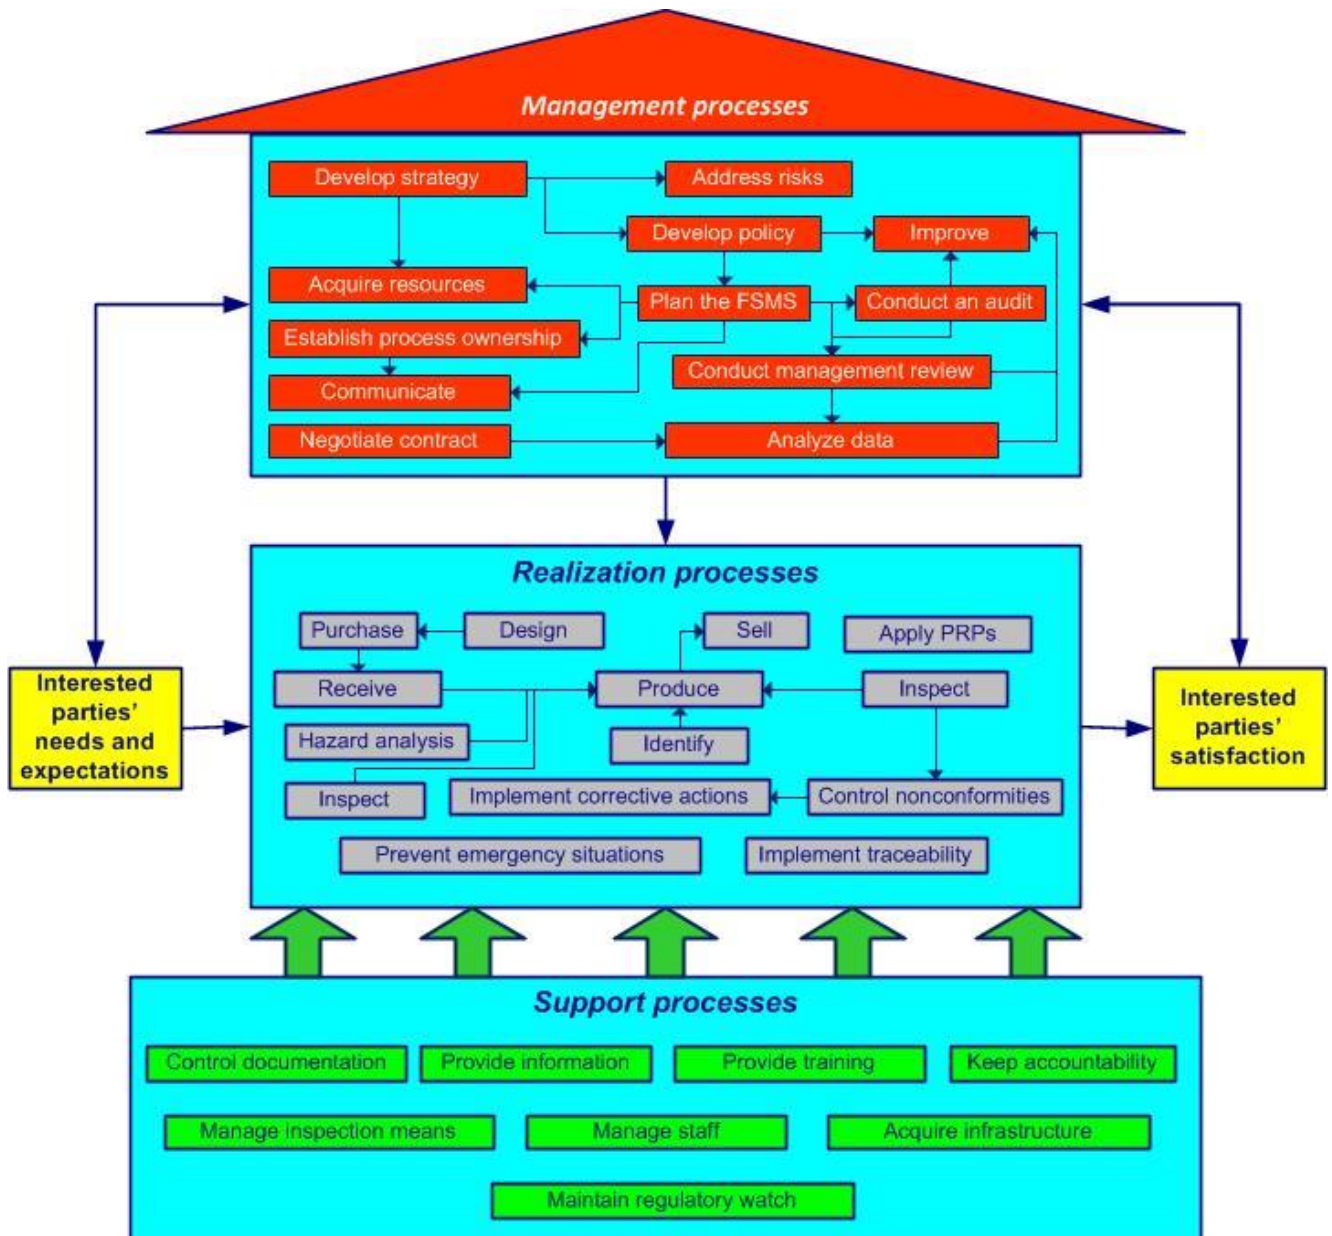 Management processes
Develop strategy
Address risks
Develop policy
Improve
Acquire resources
Plan the FSMS
Conduct an audit
Establish process ownership
Conduct management review
Communicate
Negotiate contract
Analyze data
Realization processes
Purchase
Design
Sell
Apply PRPs
Receive
Produce
Inspect
Hazard analysis
Identify
Inspect
Implement corrective actions
Control nonconformities
Prevent emergency situations
Implement traceability
Interested
parties’
needs and
expectations
Interested
parties’
satisfaction
Support processes
Control documentation
Provide information
Provide training
Keep accountability
Manage inspection means
Manage staff
Acquire infrastructure
Maintain regulatory watch